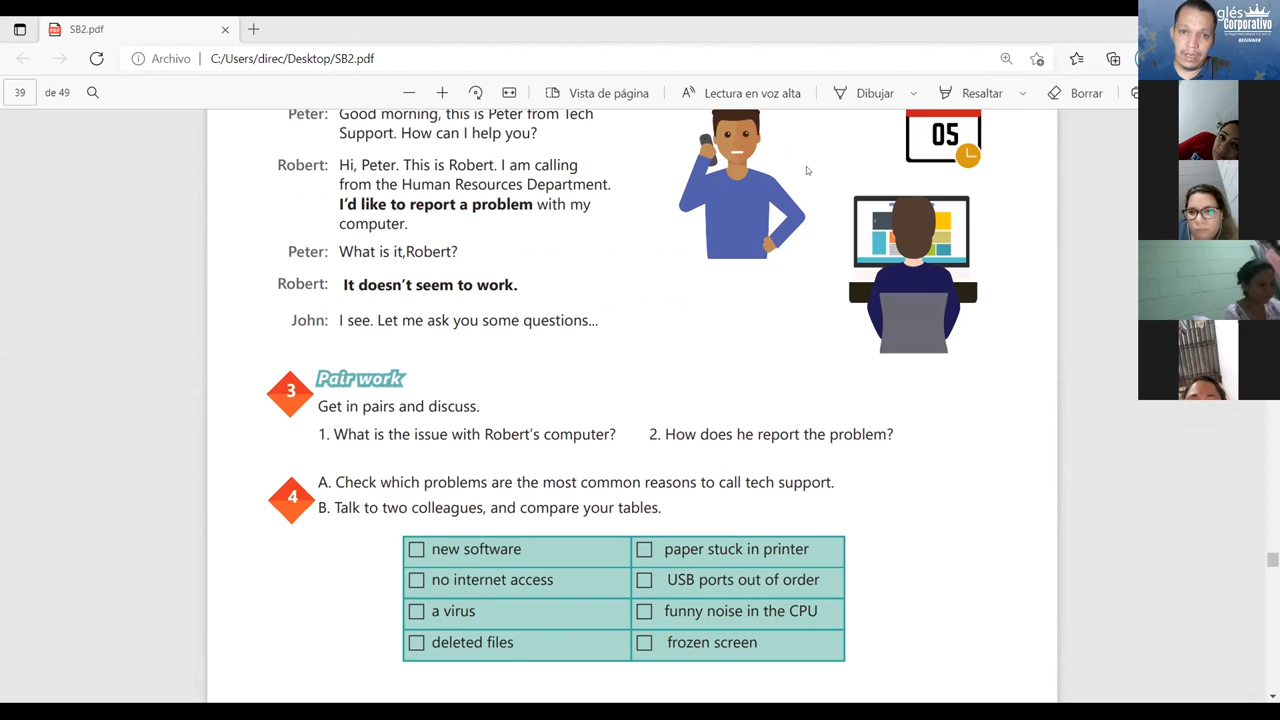 SB2.pdf
Archivo C:/Users/direc/Desktop/SB2.pdf
39 de 49 Vista de página Lectura en voz alta Dibujar Resaltar Borrar
glés
Corporativo
BEGINNER
Peter: Good morning, this is Peter from Tech
Support. How can I help you?
Robert: Hi, Peter. This is Robert. I am calling
from the Human Resources Department.
I'd like to report a problem with my
computer.
Peter: What is it,Robert?
Robert: It doesn't seem to work.
John: I see. Let me ask you some questions...
05
3 Pair work
Get in pairs and discuss.
1. What is the issue with Robert's computer? 2. How does he report the problem?
4 A. Check which problems are the most common reasons to call tech support.
B. Talk to two colleagues, and compare your tables.
new software paper stuck in printer
no internet access USB ports out of order
a virus funny noise in the CPU
deleted files frozen screen